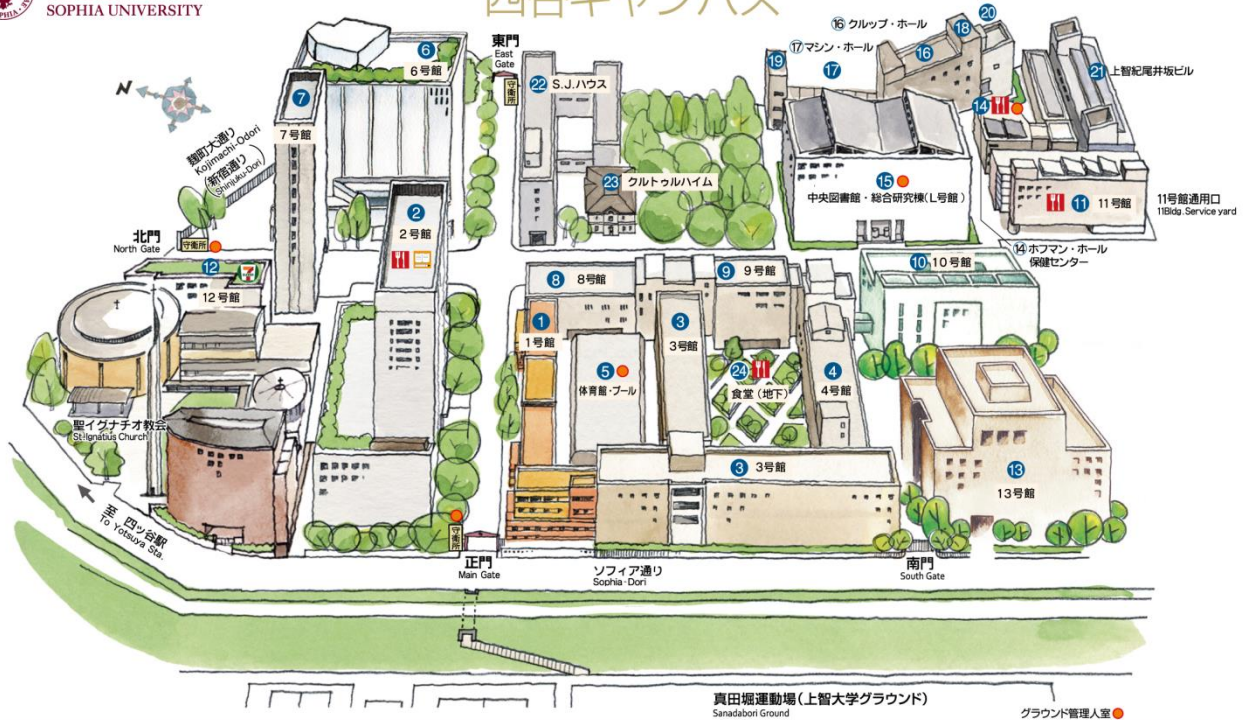 SOPHIA UNIVERSITY
四谷キャンパス
N
麹町大通り
Kojimachi-Odori
(新宿通り)
Shinjuku-Dori
北門
North Gate
守衛所
東門
East
Gate
守衛所
6
6号館
7
7号館
2
2号館
12
12号館
22 S.J.ハウス
23 クルトゥルハイム
⑯ クルップ・ホール
⑰ マシン・ホール
19
17
16
18
20
21 上智紀尾井坂ビル
14
15
中央図書館・総合研究棟(L号館)
11 11号館
11号館通用口
11Bldg. Service yard
⑭ ホフマン・ホール
保健センター
10 10号館
8 8号館
9 9号館
1
1号館
5
体育館・プール
3
3号館
24
食堂(地下)
4
4号館
3 3号館
13
13号館
聖イグナチオ教会
St. Ignatius Church
至 四ツ谷駅
To Yotsuya Sta.
守衛所
正門
Main Gate
ソフィア通り
Sophia-Dori
南門
South Gate
真田堀運動場(上智大学グラウンド)
Sanadabori Ground
グラウンド管理人室